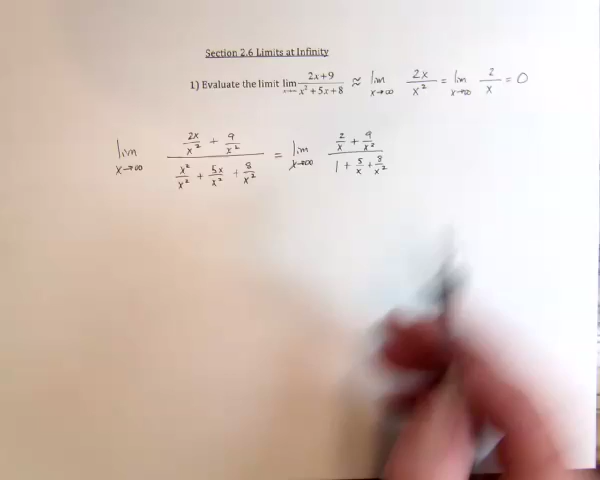 Section 2.6 Limits at Infinity
1) Evaluate the limit lim x→∞ (2x+9)/(x²+5x+8) ≈ lim x→∞ 2x/x² = lim x→∞ 2/x = 0
lim x→∞ (2x/x² + 9/x²)/(x²/x² + 5x/x² + 8/x²) = lim x→∞ (2/x + 9/x²)/(1 + 5/x + 8/x²)